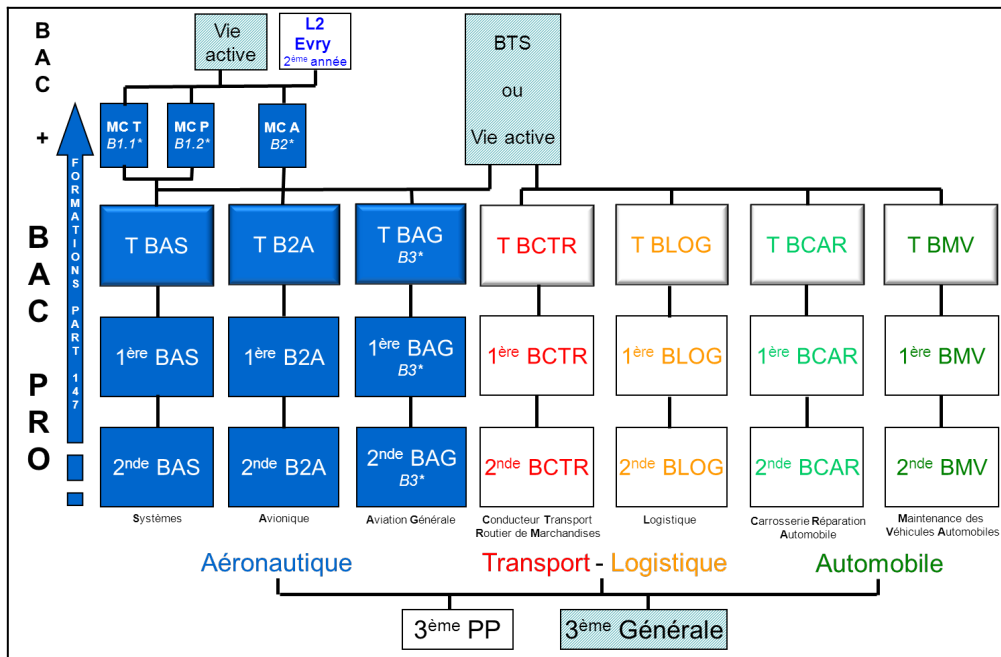 BAC +
Vie
active
L2
Evry
2ème année
BTS
ou
Vie active
MC T
B1.1*
MC P
B1.2*
MC A
B2*
FORMATIONS PART 147
BAC PRO
T BAS
T B2A
T BAG
B3*
T BCTR
T BLOG
T BCAR
T BMV
1ère BAS
1ère B2A
1ère BAG
B3*
1ère BCTR
1ère BLOG
1ère BCAR
1ère BMV
2nde BAS
2nde B2A
2nde BAG
B3*
2nde BCTR
2nde BLOG
2nde BCAR
2nde BMV
Systèmes
Avionique
Aviation Générale
Conducteur Transport
Routier de Marchandises
Logistique
Carrosserie Réparation
Automobile
Maintenance des
Véhicules Automobiles
Aéronautique
Transport - Logistique
Automobile
3ème PP
3ème Générale